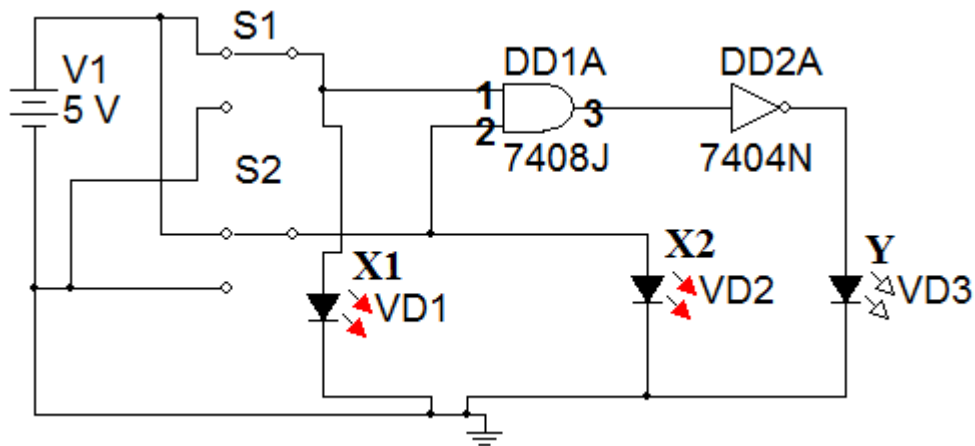 S1
V1
5 V
DD1A
DD2A
1
2
3
7408J
7404N
S2
X1
X2
Y
VD1
VD2
VD3